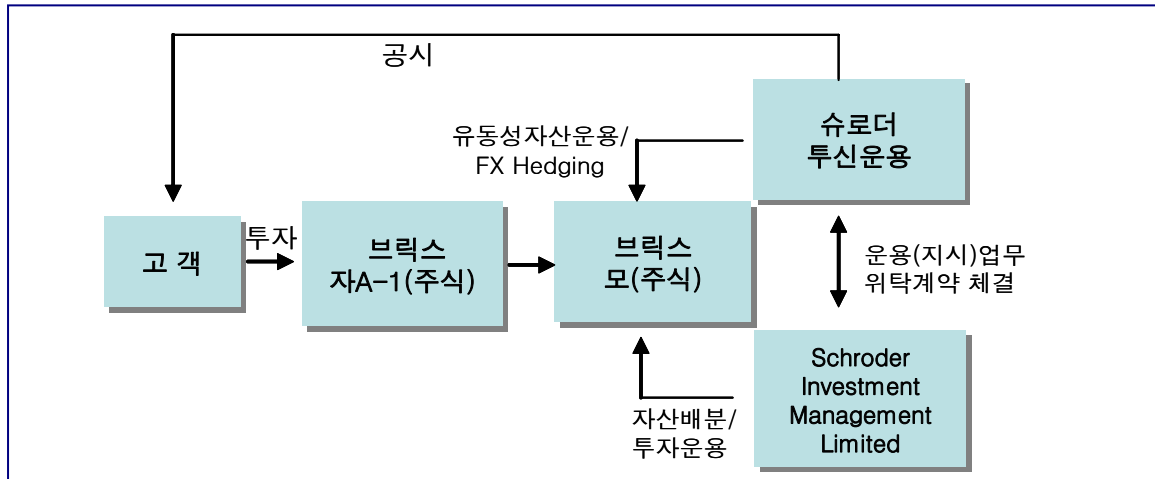 공시
슈로더
투신운용
유동성자산운용/
FX Hedging
고 객
투자
브릭스
자A-1(주식)
브릭스
모(주식)
운용(지시)업무
위탁계약 체결
Schroder
Investment
Management
Limited
자산배분/
투자운용